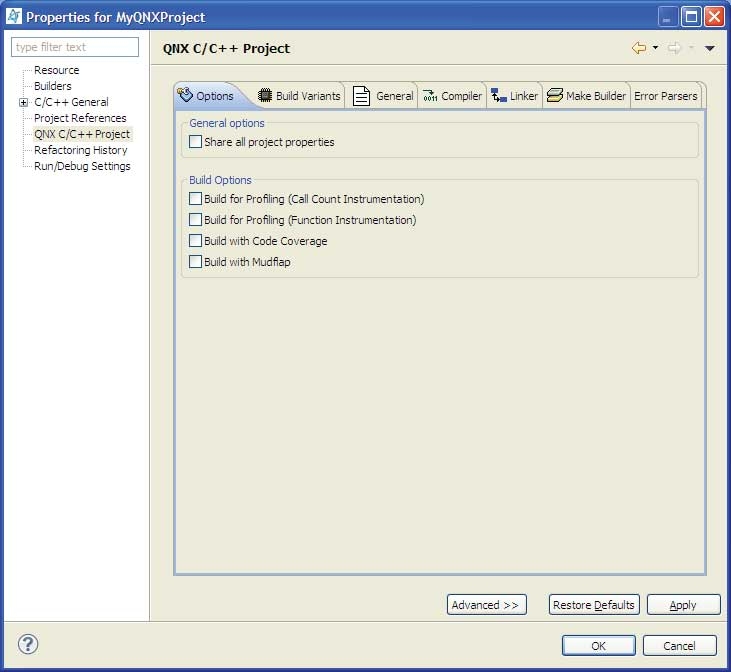 Properties for MyQNXProject
type filter text
Resource
Builders
C/C++ General
Project References
QNX C/C++ Project
Refactoring History
Run/Debug Settings
QNX C/C++ Project
Options Build Variants General Compiler Linker Make Builder Error Parsers
General options
Share all project properties
Build Options
Build for Profiling (Call Count Instrumentation)
Build for Profiling (Function Instrumentation)
Build with Code Coverage
Build with Mudflap
Advanced >> Restore Defaults Apply
? OK Cancel